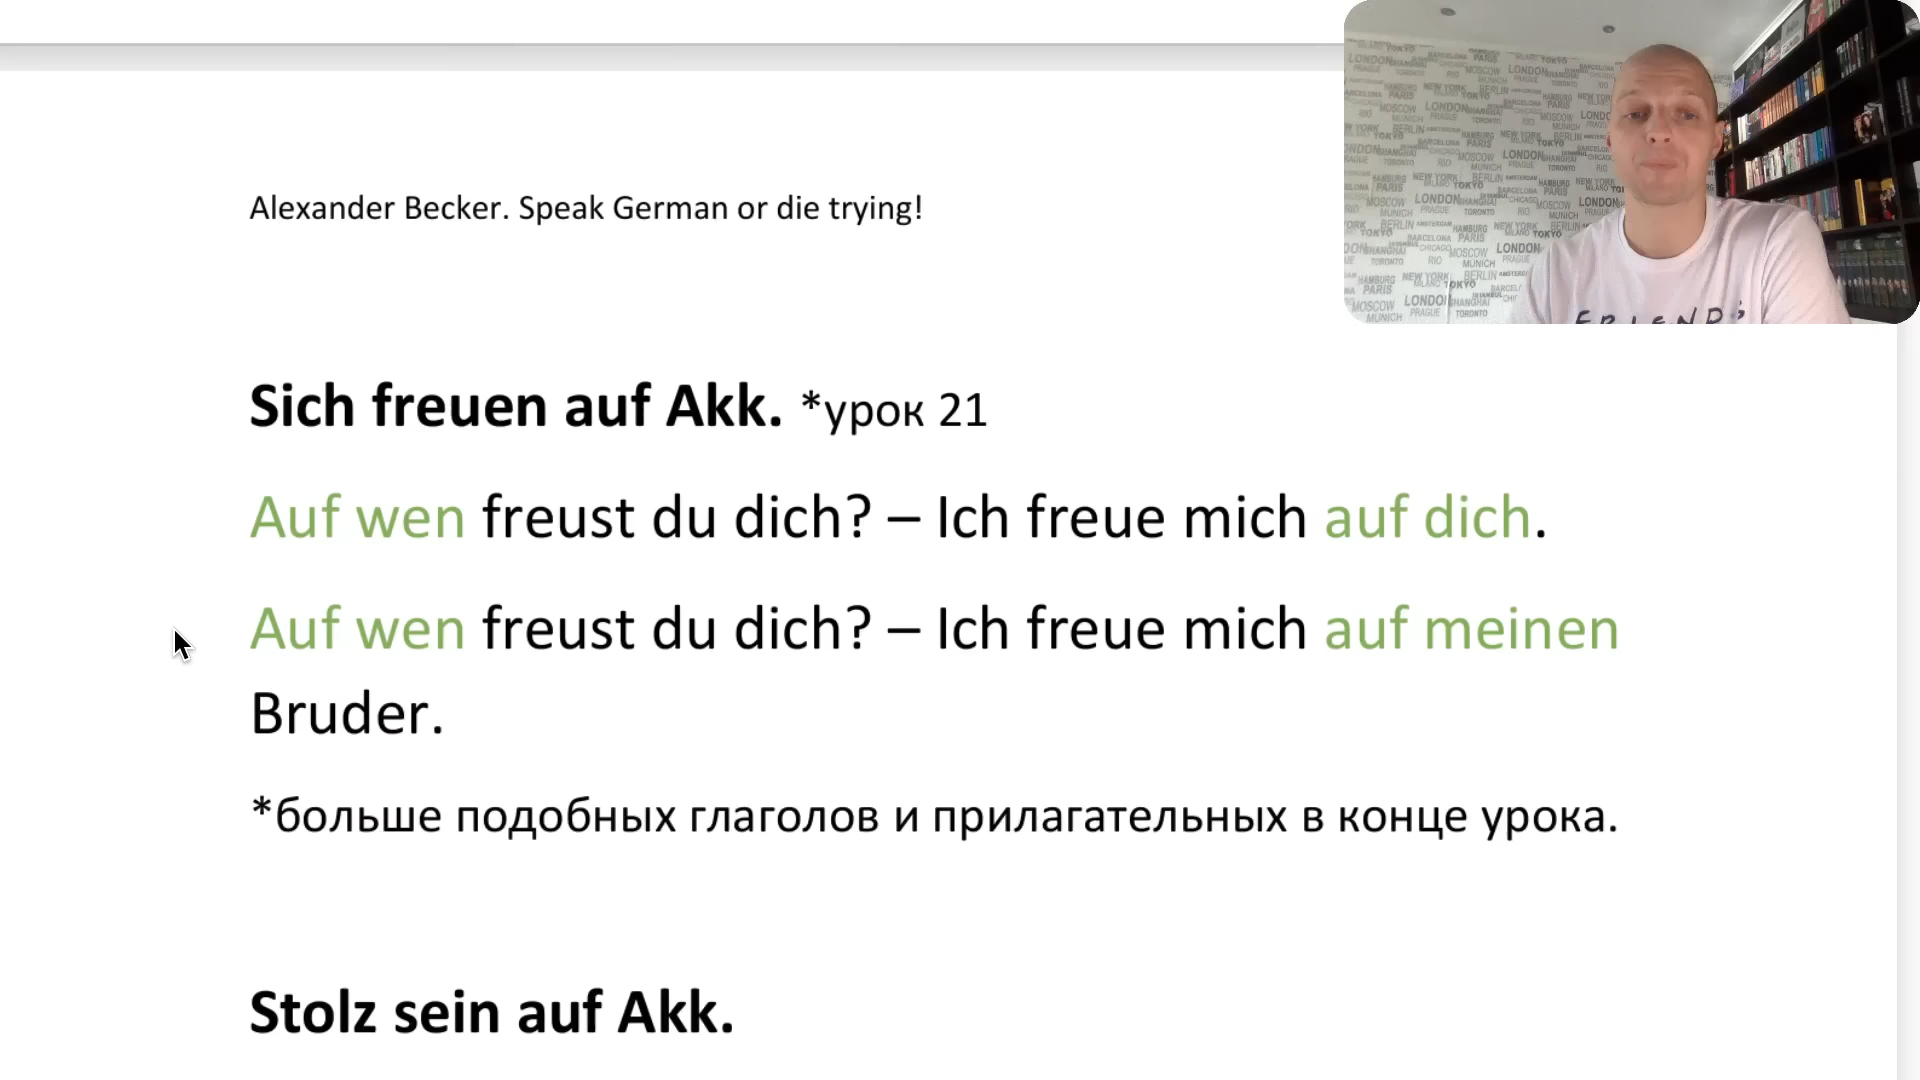 Alexander Becker. Speak German or die trying!
Sich freuen auf Akk. *урок 21
Auf wen freust du dich? – Ich freue mich auf dich.
Auf wen freust du dich? – Ich freue mich auf meinen
Bruder.
*больше подобных глаголов и прилагательных в конце урока.
Stolz sein auf Akk.
FRIENDS